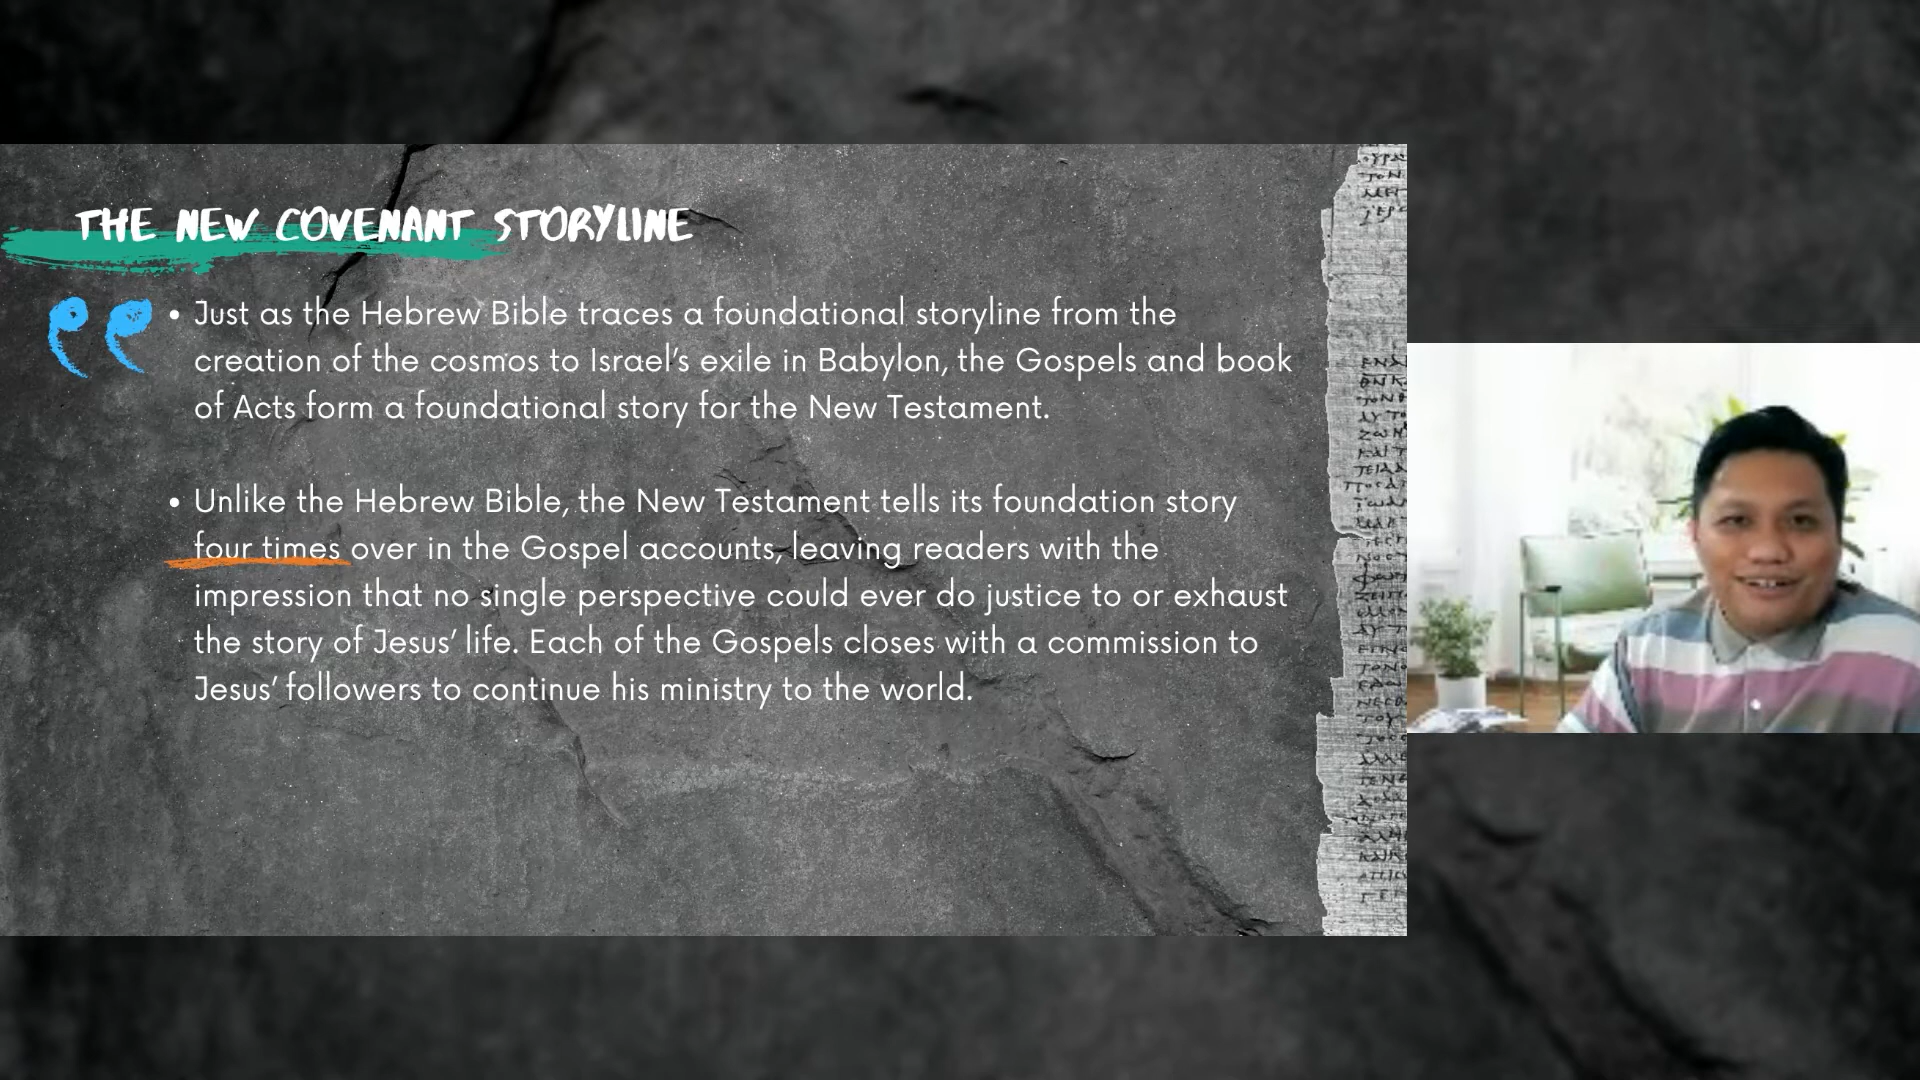 THE NEW COVENANT STORYLINE
• Just as the Hebrew Bible traces a foundational storyline from the
creation of the cosmos to Israel's exile in Babylon, the Gospels and book
of Acts form a foundational story for the New Testament.
• Unlike the Hebrew Bible, the New Testament tells its foundation story
four times over in the Gospel accounts, leaving readers with the
impression that no single perspective could ever do justice to or exhaust
the story of Jesus' life. Each of the Gospels closes with a commission to
Jesus' followers to continue his ministry to the world.